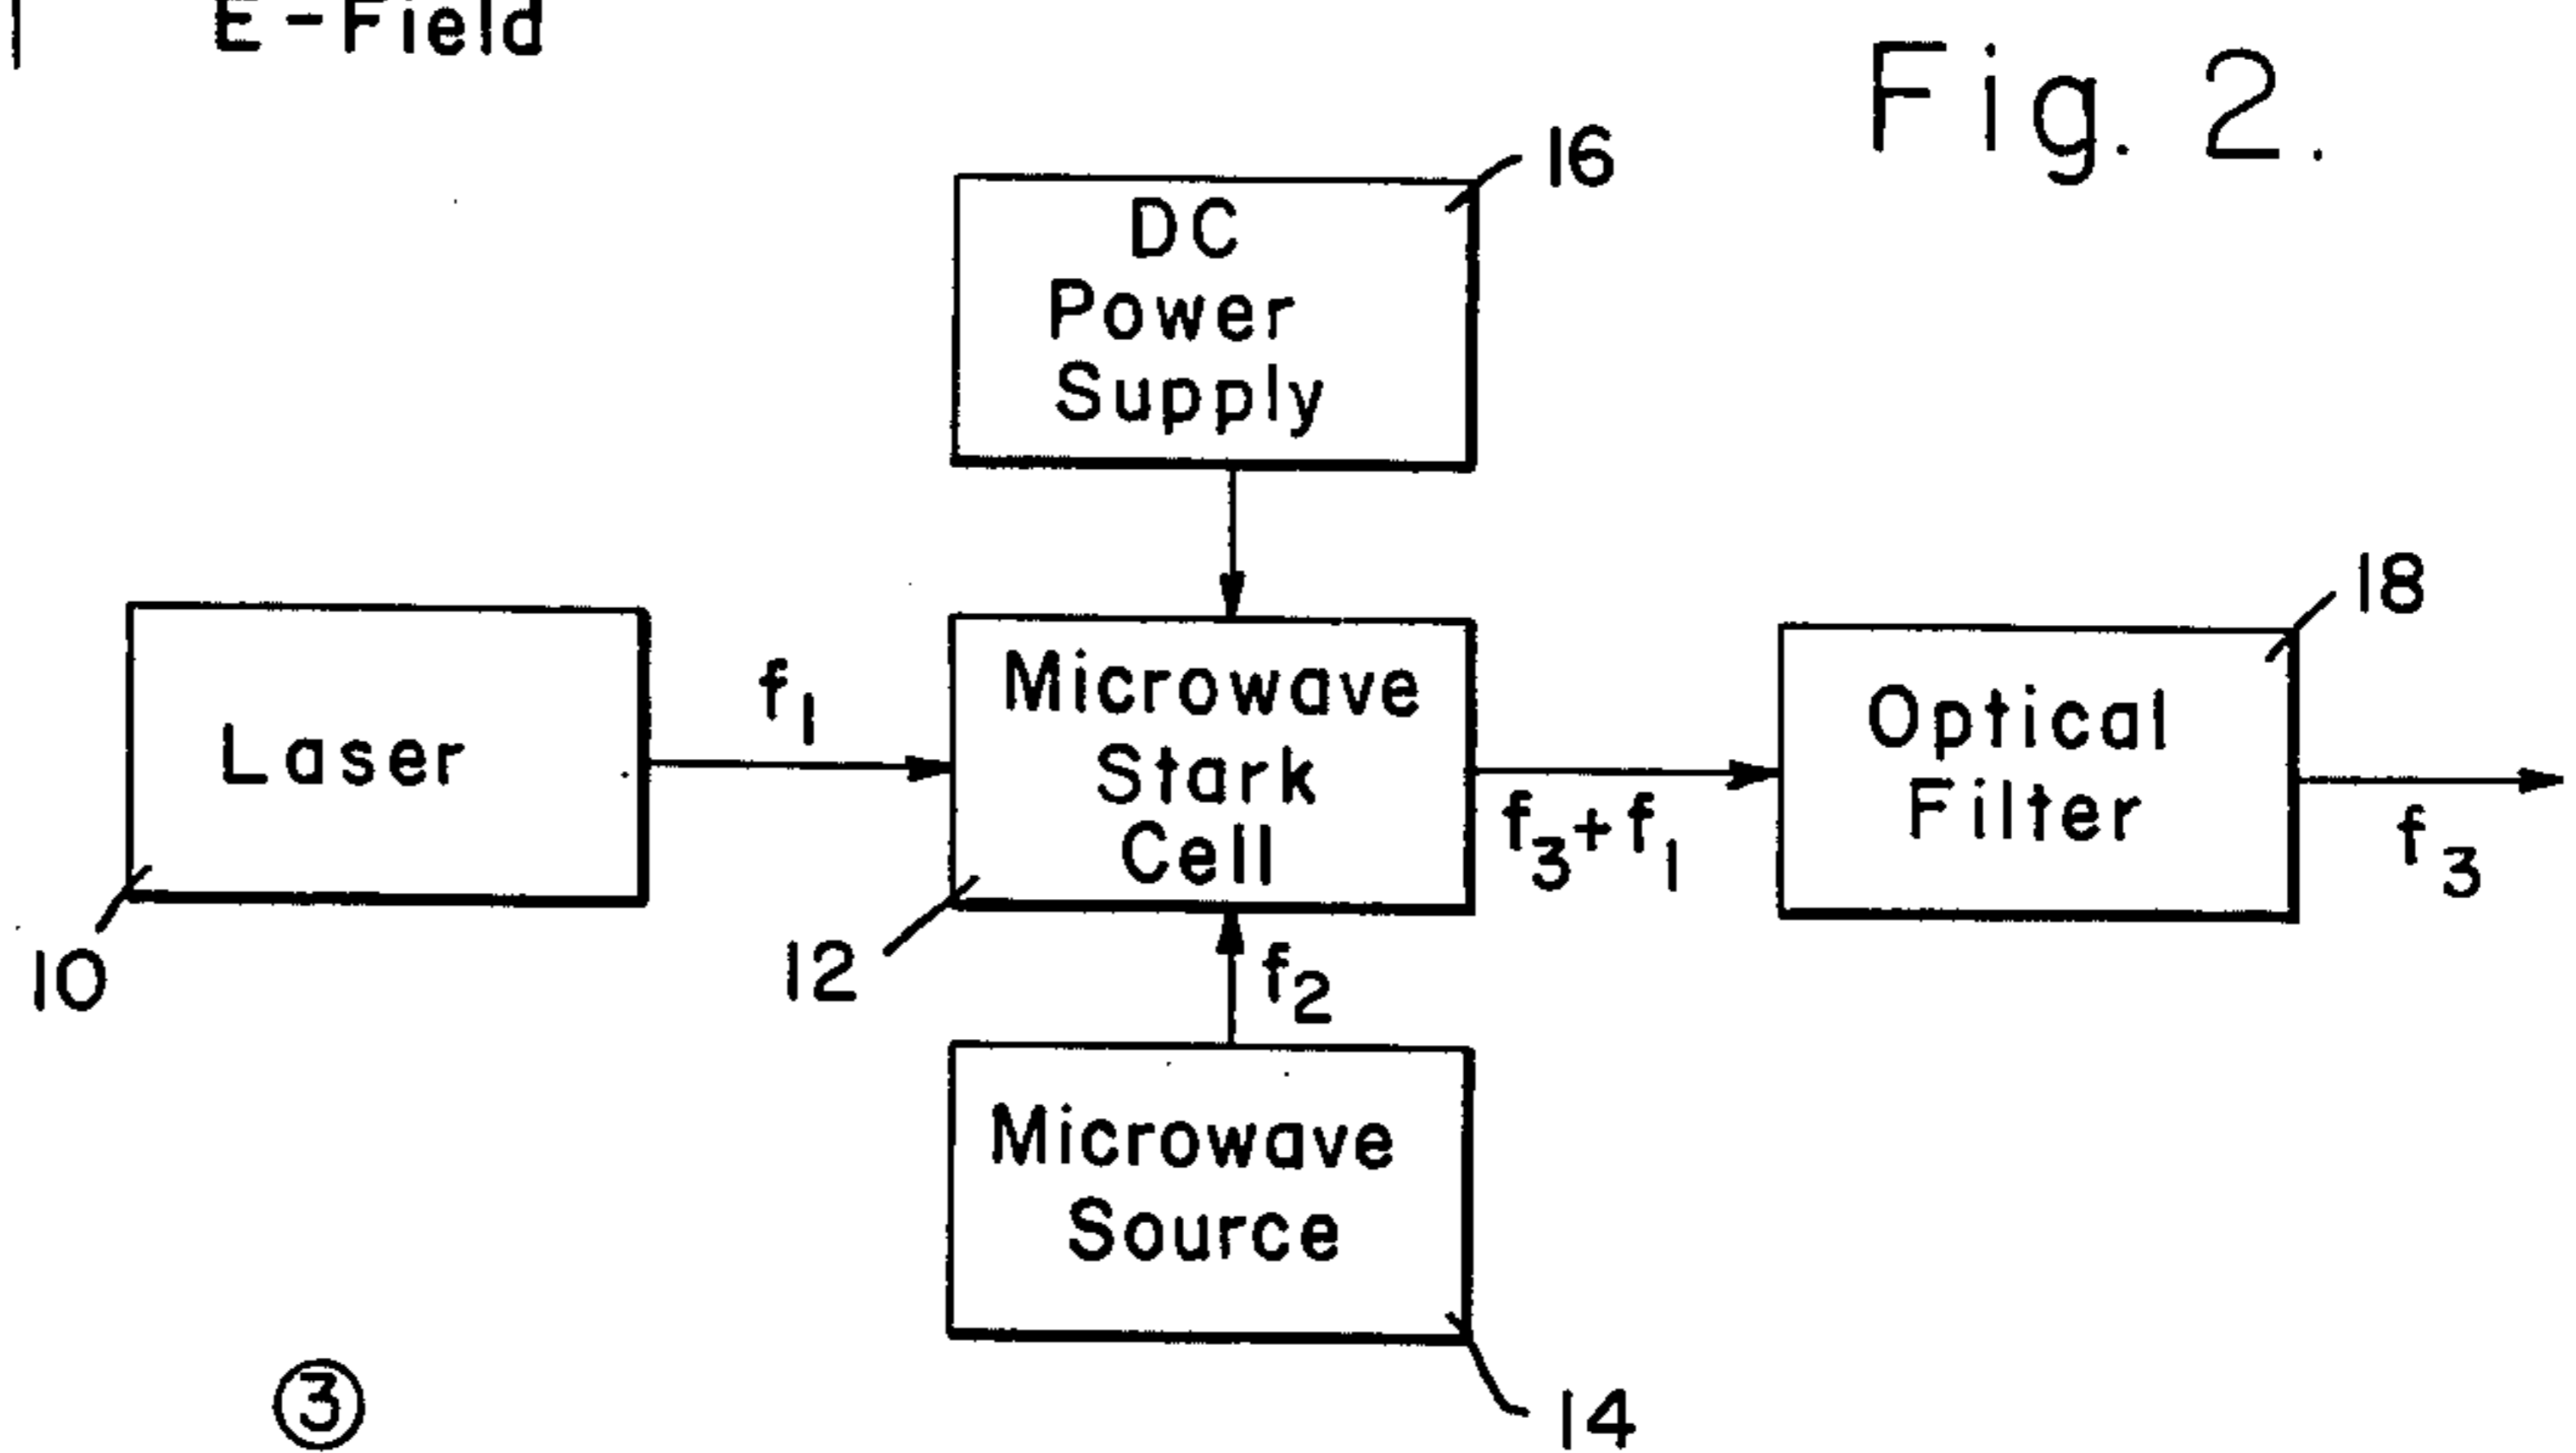 E-Field
Fig. 2.
16
DC
Power
Supply
18
Laser
f1
Microwave
Stark
Cell
f3+f1
Optical
Filter
f3
10
12
f2
Microwave
Source
14
③